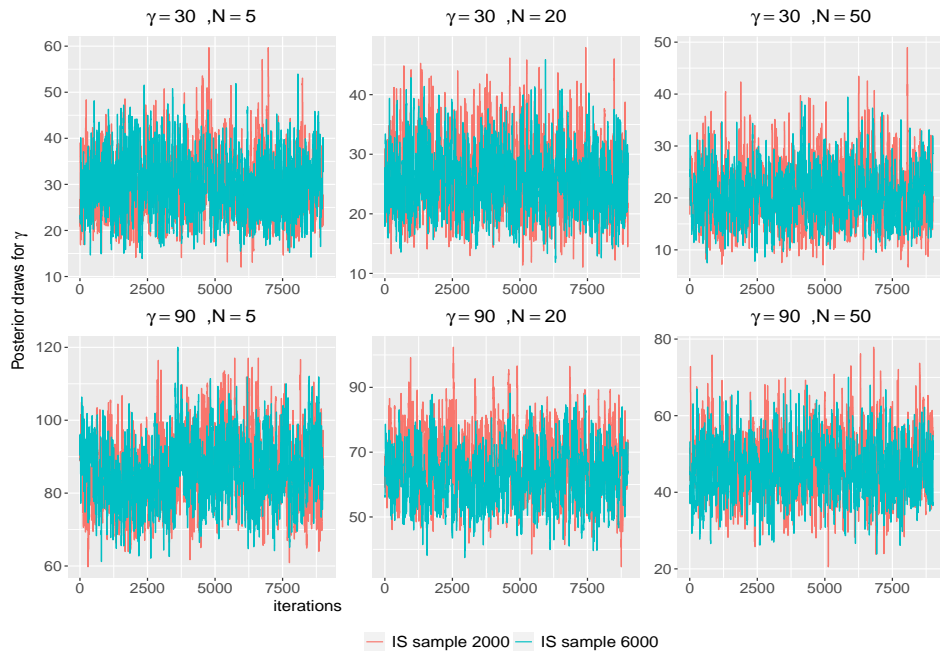 γ = 30 ,N = 5
γ = 30 ,N = 20
γ = 30 ,N = 50
60
50
40
30
20
10
0 2500 5000 7500
40
30
20
10
0 2500 5000 7500
50
40
30
20
10
0 2500 5000 7500
Posterior draws for γ
γ = 90 ,N = 5
γ = 90 ,N = 20
γ = 90 ,N = 50
120
100
80
60
0 2500 5000 7500
90
70
50
0 2500 5000 7500
80
60
40
20
0 2500 5000 7500
iterations
IS sample 2000 IS sample 6000